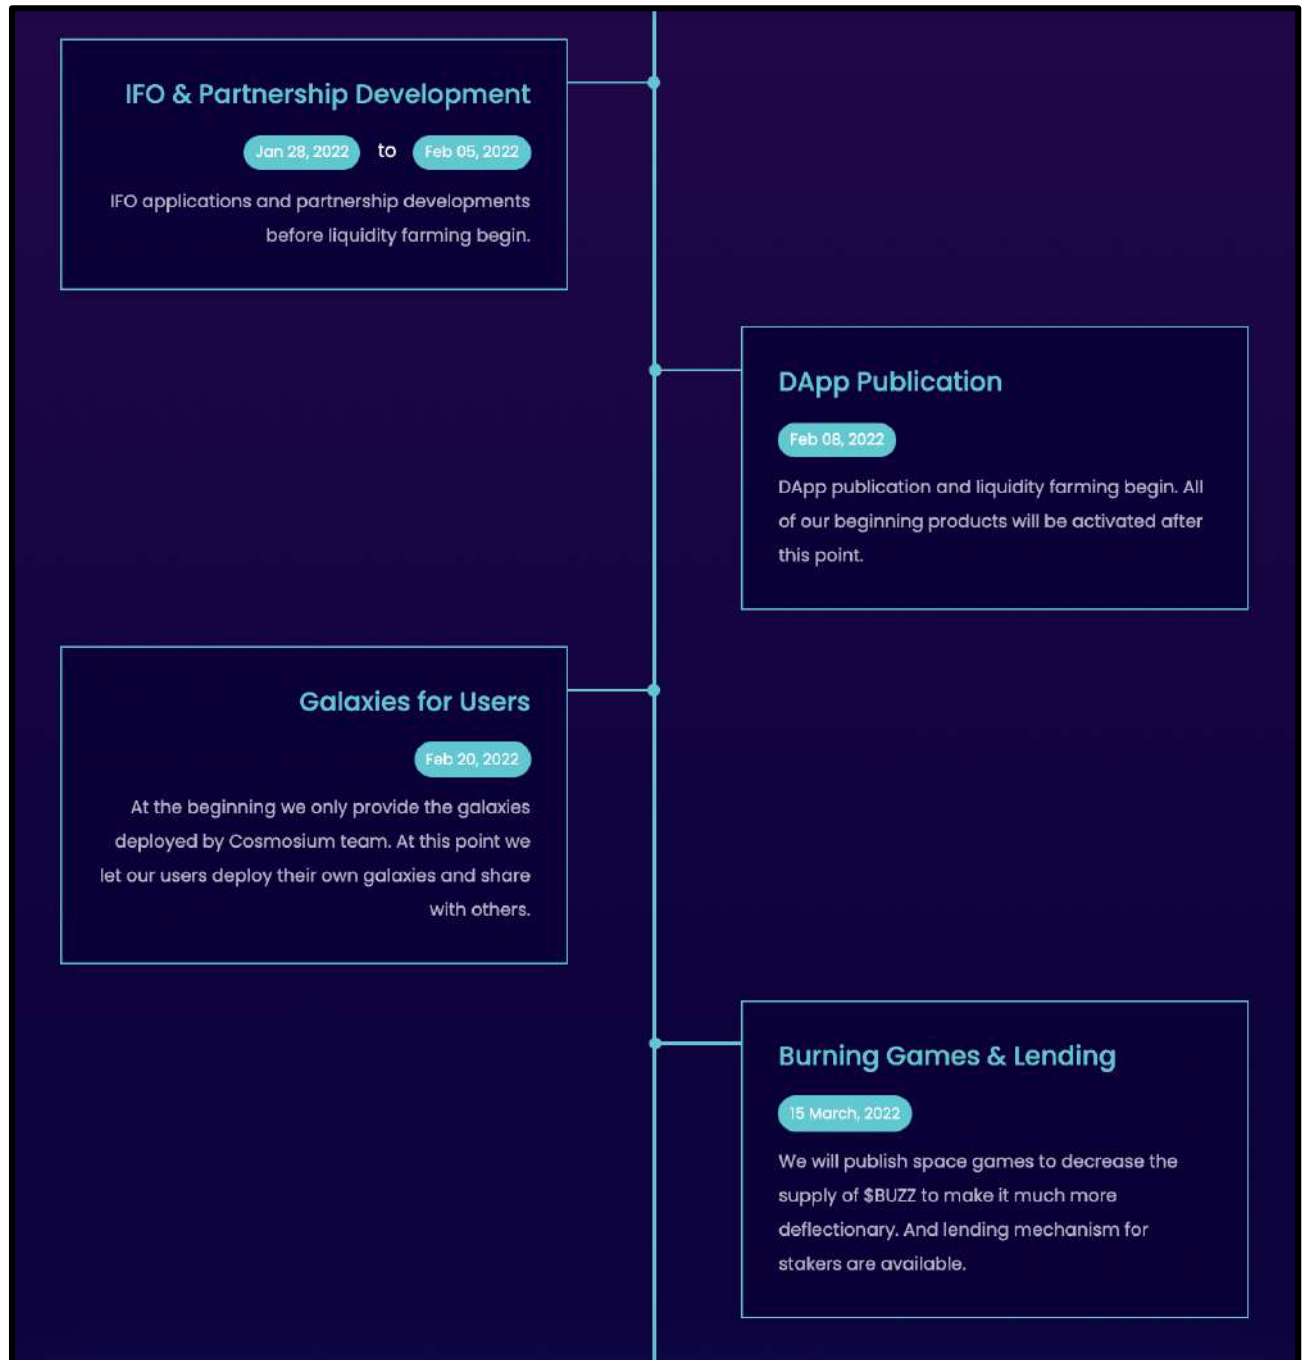 IFO & Partnership Development
Jan 28, 2022 to Feb 05, 2022
IFO applications and partnership developments
before liquidity farming begin.
DApp Publication
Feb 08, 2022
DApp publication and liquidity farming begin. All
of our beginning products will be activated after
this point.
Galaxies for Users
Feb 20, 2022
At the beginning we only provide the galaxies
deployed by Cosmosium team. At this point we
let our users deploy their own galaxies and share
with others.
Burning Games & Lending
15 March, 2022
We will publish space games to decrease the
supply of $BUZZ to make it much more
deflectionary. And lending mechanism for
stakers are available.